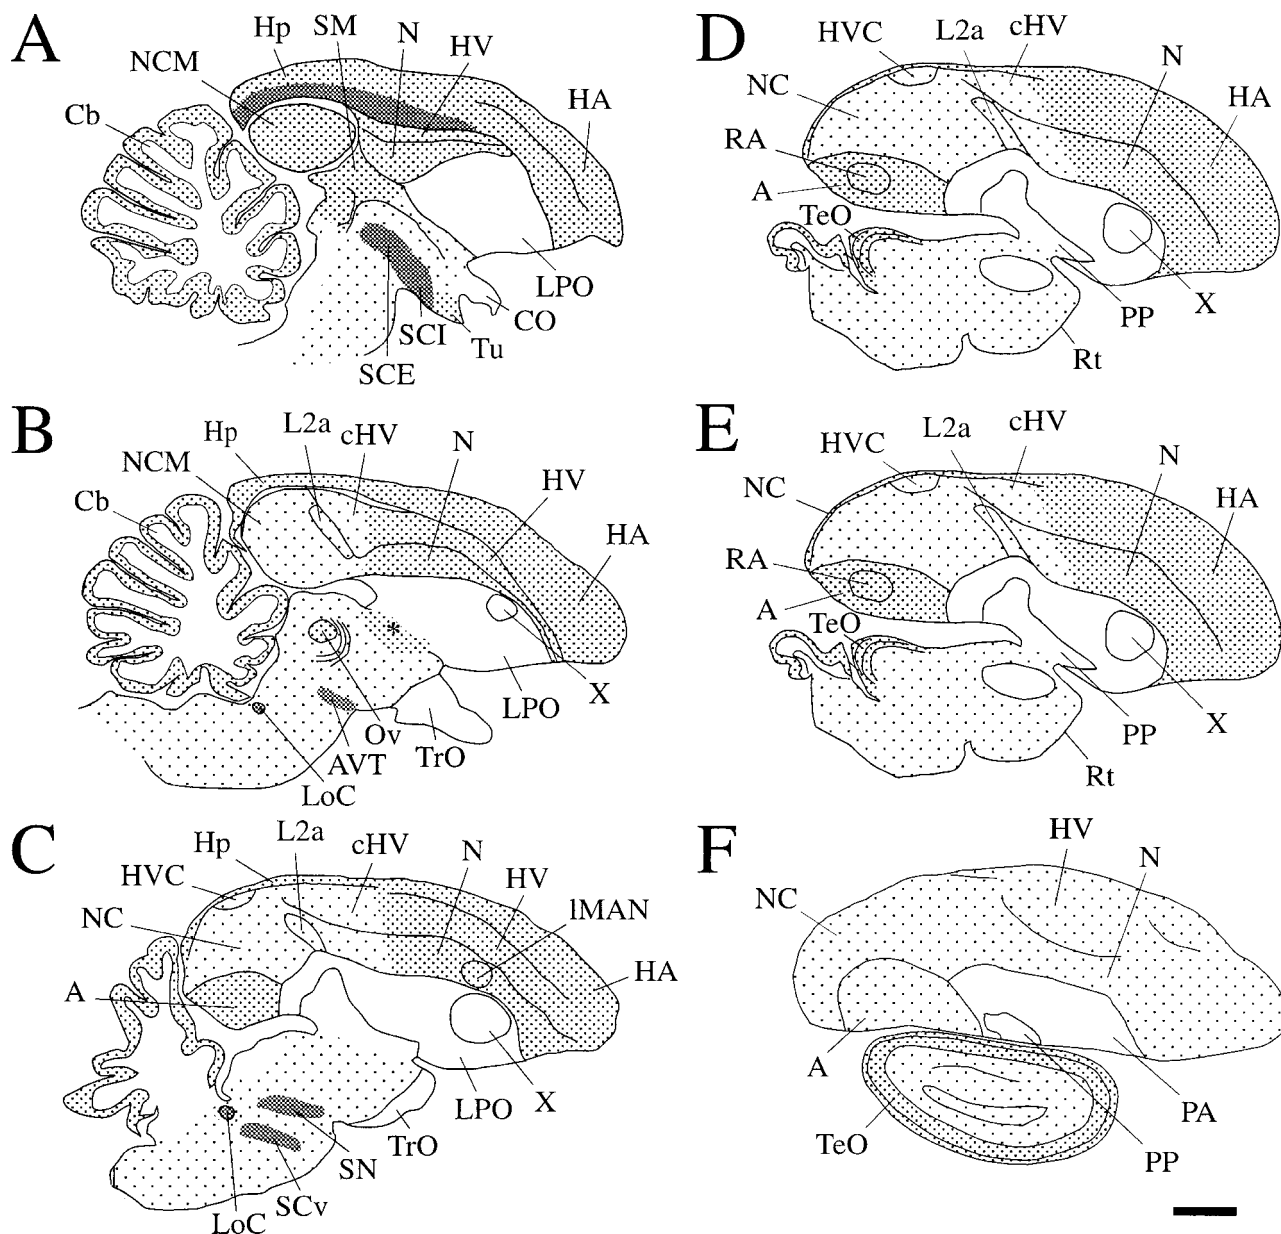 A
Hp
SM
N
HV
NCM
HA
Cb
LPO
CO
SCI
Tu
SCE
B
Hp
L2a
cHV
N
HV
NCM
HA
Cb
*
X
LPO
Ov
TrO
AVT
LoC
C
Hp
L2a
cHV
N
HV
HVC
lMAN
NC
HA
A
X
LPO
TrO
SN
SCv
LoC
D
HVC
L2a
cHV
N
NC
HA
RA
A
TeO
PP
X
Rt
E
HVC
L2a
cHV
N
NC
HA
RA
A
TeO
PP
X
Rt
F
HV
N
NC
A
PA
TeO
PP